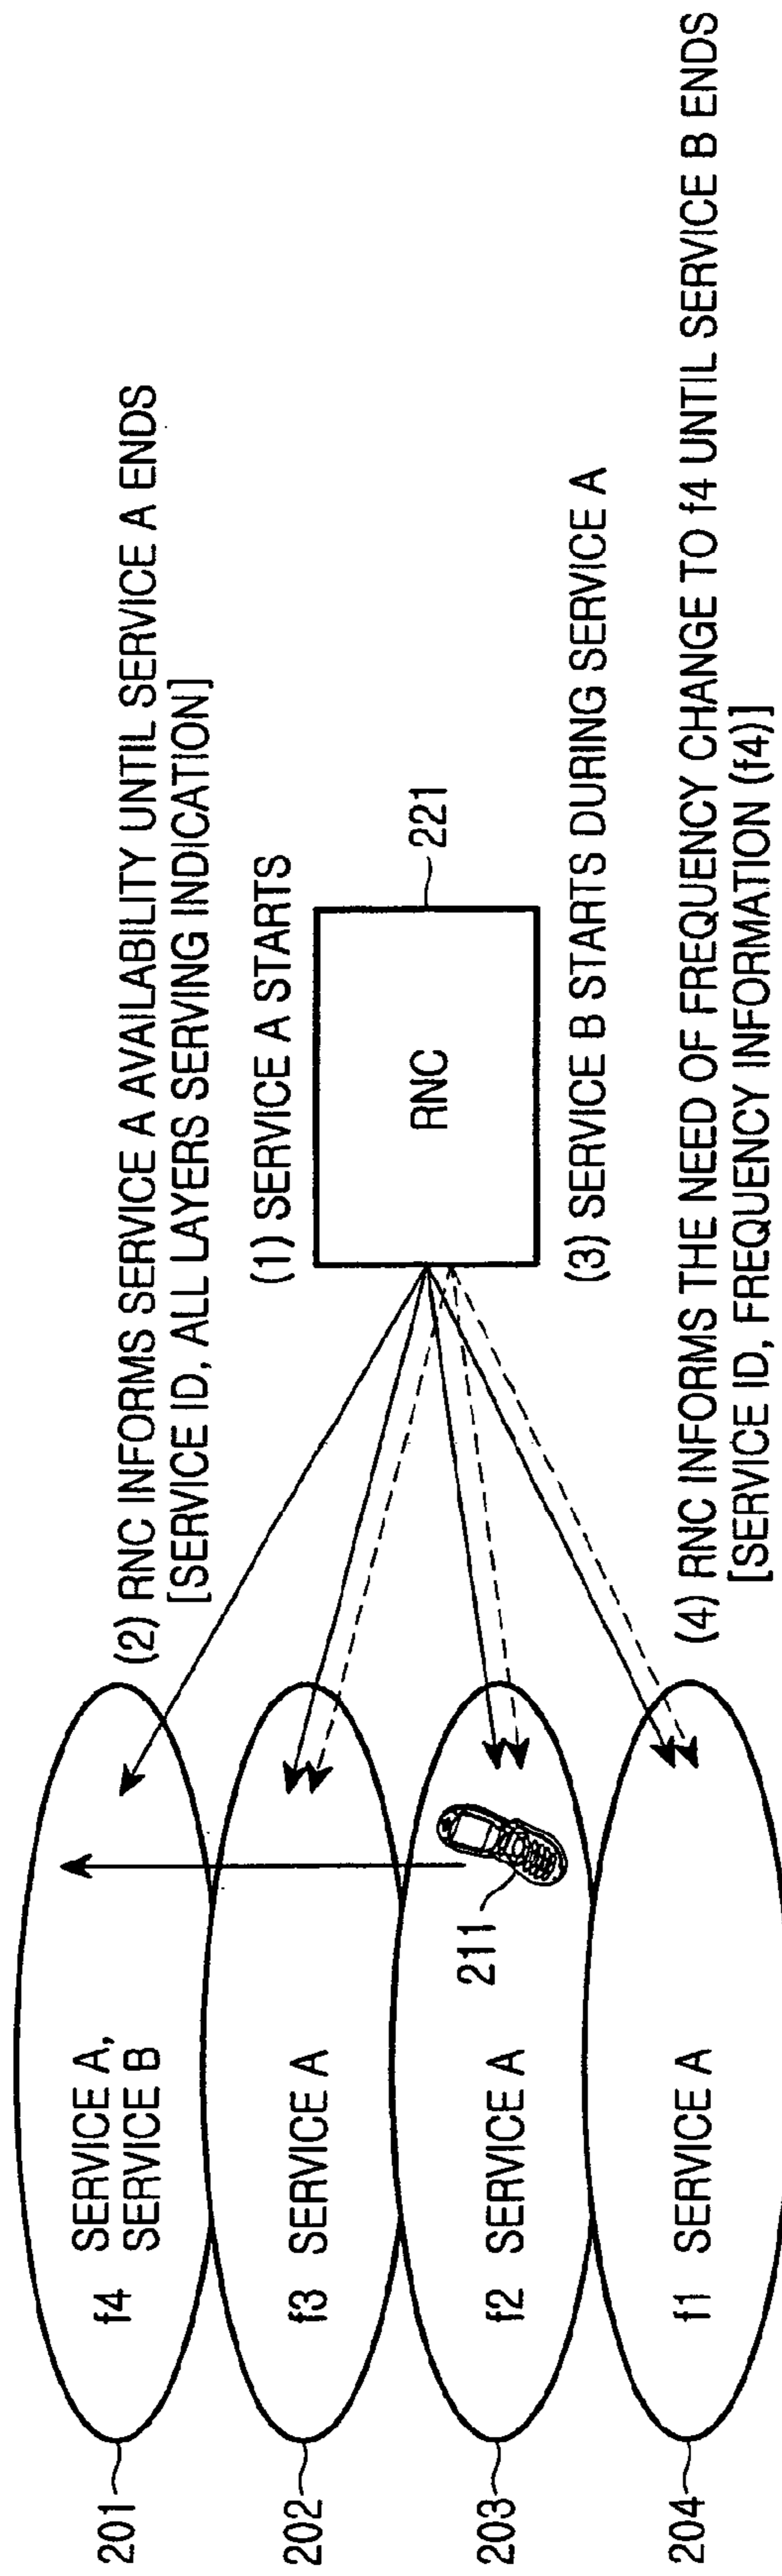 (2) RNC INFORMS SERVICE A AVAILABILITY UNTIL SERVICE A ENDS
[SERVICE ID, ALL LAYERS SERVING INDICATION]
(1) SERVICE A STARTS
RNC
221
(3) SERVICE B STARTS DURING SERVICE A
(4) RNC INFORMS THE NEED OF FREQUENCY CHANGE TO f4 UNTIL SERVICE B ENDS
[SERVICE ID, FREQUENCY INFORMATION (f4)]
201
f4 SERVICE A,
SERVICE B
202
f3 SERVICE A
203
f2 SERVICE A
211
204
f1 SERVICE A